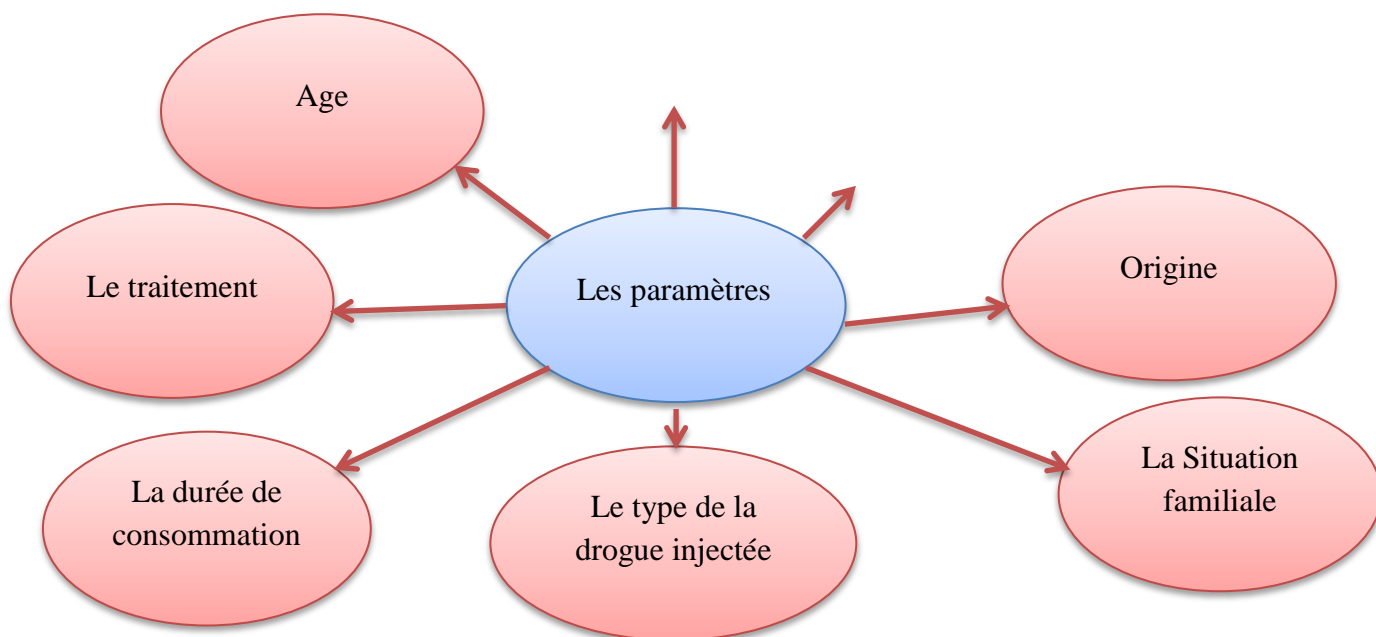 Age
Le traitement
Les paramètres
Origine
La durée de
consommation
Le type de la
drogue injectée
La Situation
familiale